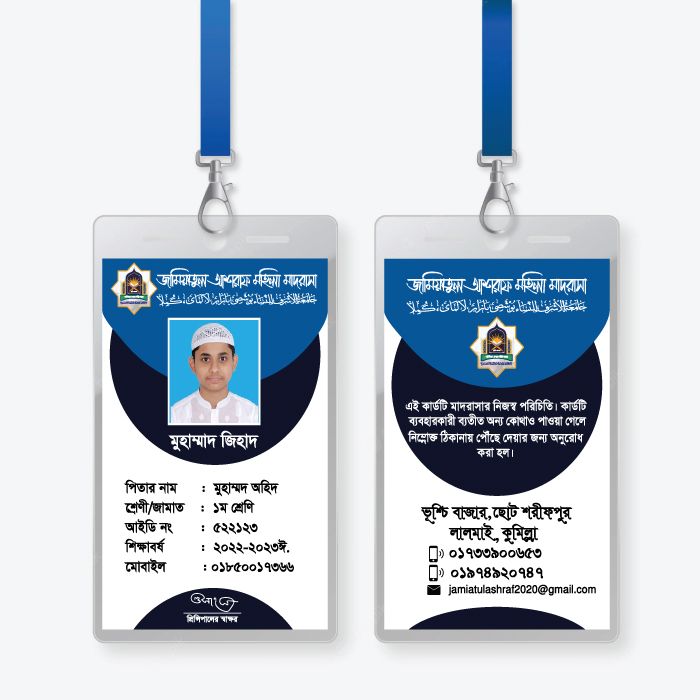 জামিয়াতুল আশরাফ মহিলা মাদরাসা
মুহাম্মাদ জিহাদ
পিতার নাম : মুহাম্মদ অহিদ
শ্রেণী/জামাত : ১ম শ্রেণি
আইডি নং : ৫২২১২৩
শিক্ষাবর্ষ : ২০২২-২০২৩ঈ.
মোবাইল : ০১৮৫০০১৭৩৬৬
প্রিন্সিপালের স্বাক্ষর
জামিয়াতুল আশরাফ মহিলা মাদরাসা
এই কার্ডটি মাদরাসার নিজস্ব পরিচিতি। কার্ডটি
ব্যবহারকারী ব্যতীত অন্য কোথাও পাওয়া গেলে
নিম্নোক্ত ঠিকানায় পৌঁছে দেয়ার জন্য অনুরোধ
করা হল।
ভূশ্চি বাজার,ছোট শরীফপুর
লালমাই, কুমিল্লা
০১৭৩৩৯০০৬৫৩
০১৯৭৪৯২০৭৪৭
jamiatulashraf2020@gmail.com